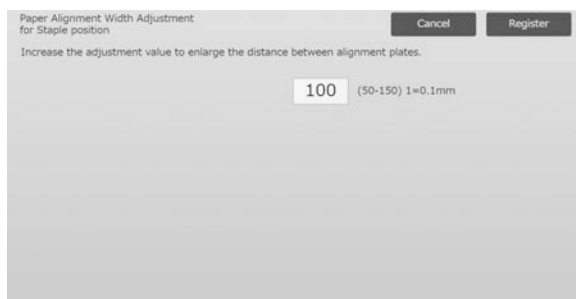 Paper Alignment Width Adjustment
for Staple position
Cancel
Register
Increase the adjustment value to enlarge the distance between alignment plates.
100 (50-150) 1=0.1mm